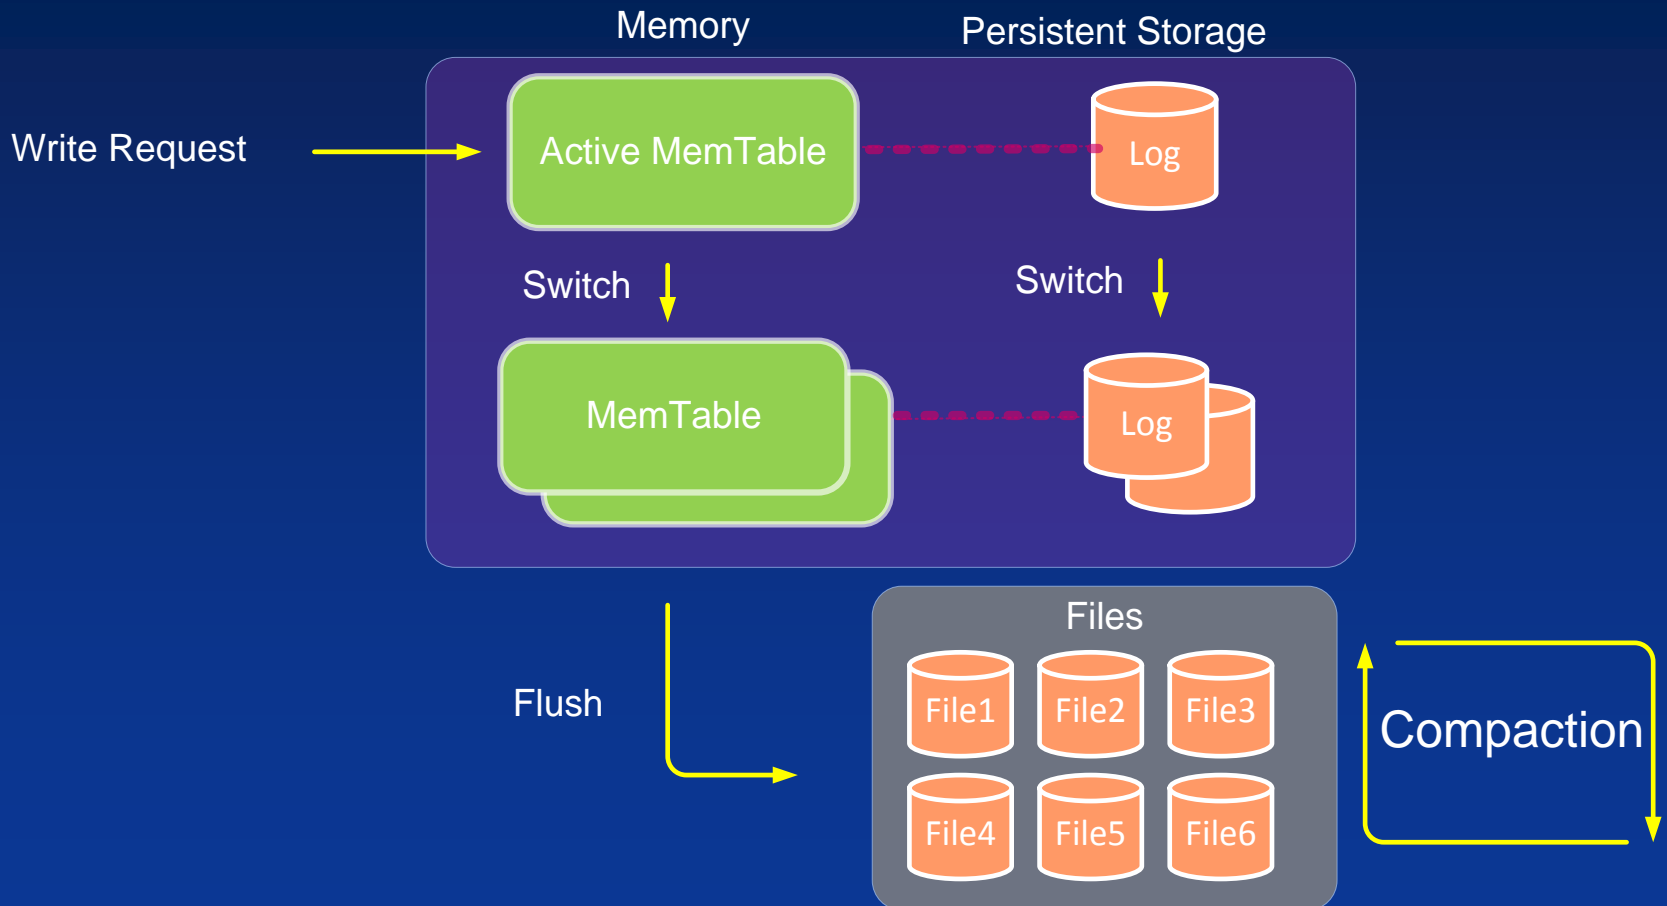 Memory
Persistent Storage
Write Request
Active MemTable
Log
Switch
Switch
MemTable
Log
Files
Flush
File1
File2
File3
Compaction
File4
File5
File6